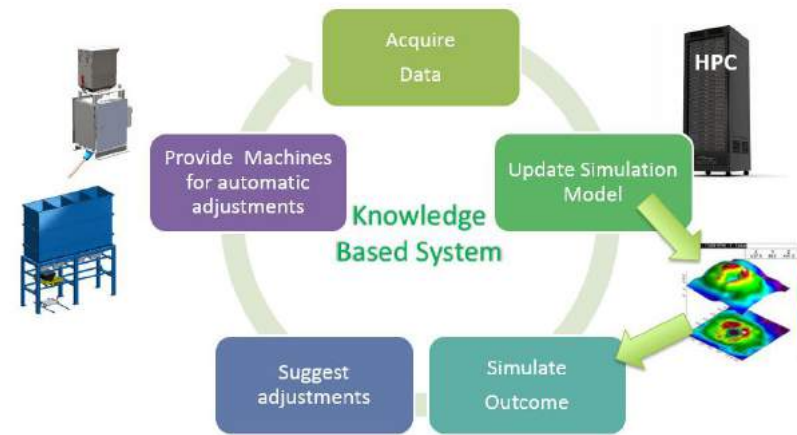 Acquire
Data
HPC
Provide Machines
for automatic
adjustments
Update Simulation
Model
Knowledge
Based System
Suggest
adjustments
Simulate
Outcome